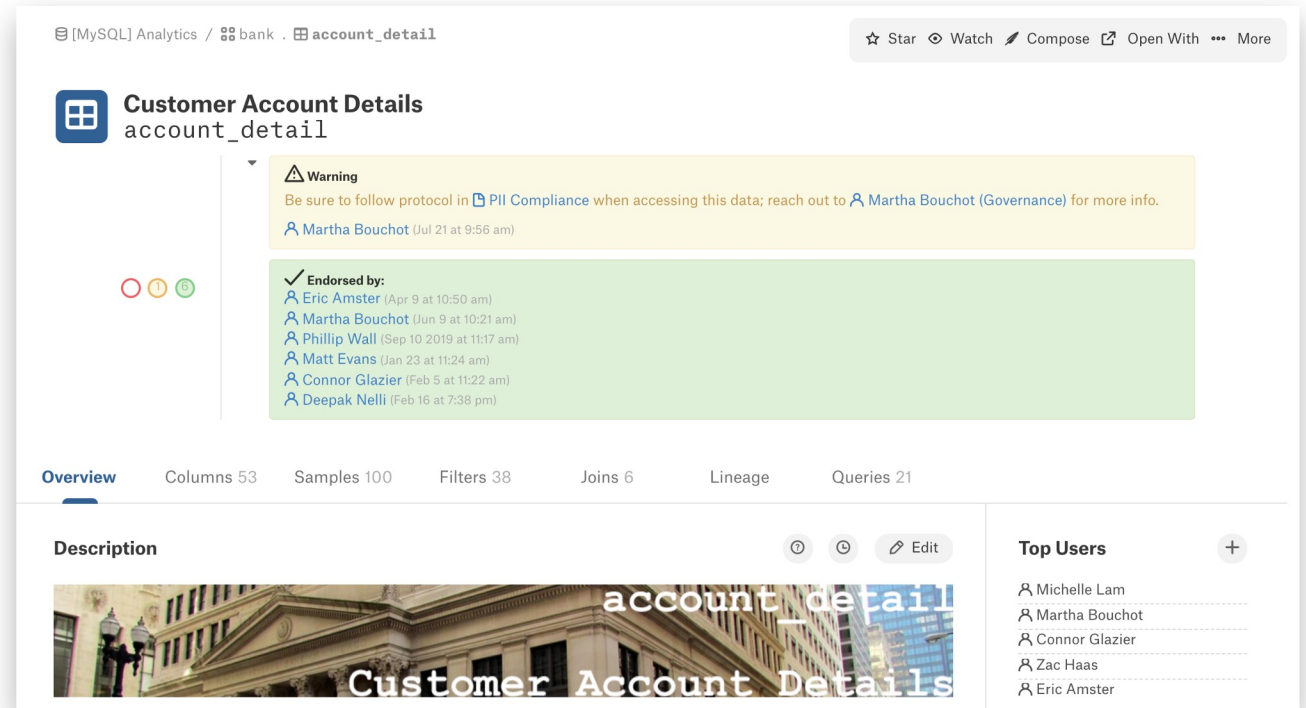 [MySQL] Analytics / bank . account_detail
Star Watch Compose Open With ••• More
Customer Account Details
account_detail
Warning
Be sure to follow protocol in PII Compliance when accessing this data; reach out to Martha Bouchot (Governance) for more info.
Martha Bouchot (Jul 21 at 9:56 am)
1 6
Endorsed by:
Eric Amster (Apr 9 at 10:50 am)
Martha Bouchot (Jun 9 at 10:21 am)
Phillip Wall (Sep 10 2019 at 11:17 am)
Matt Evans (Jan 23 at 11:24 am)
Connor Glazier (Feb 5 at 11:22 am)
Deepak Nelli (Feb 16 at 7:38 pm)
Overview Columns 53 Samples 100 Filters 38 Joins 6 Lineage Queries 21
Description
Edit
account_detail
Customer Account Details
Top Users
Michelle Lam
Martha Bouchot
Connor Glazier
Zac Haas
Eric Amster